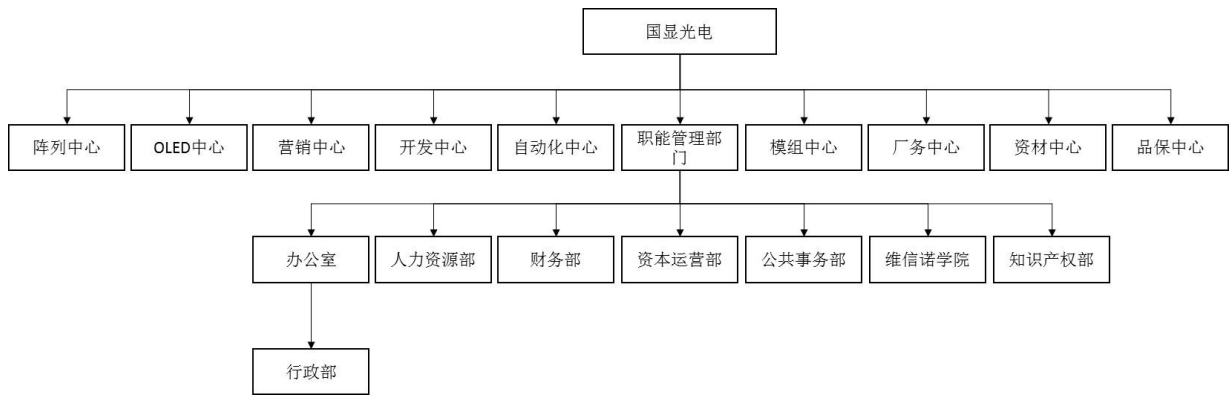 国显光电
阵列中心
OLED中心
营销中心
开发中心
自动化中心
职能管理部
门
模组中心
厂务中心
资材中心
品保中心
办公室
人力资源部
财务部
资本运营部
公共事务部
维信诺学院
知识产权部
行政部